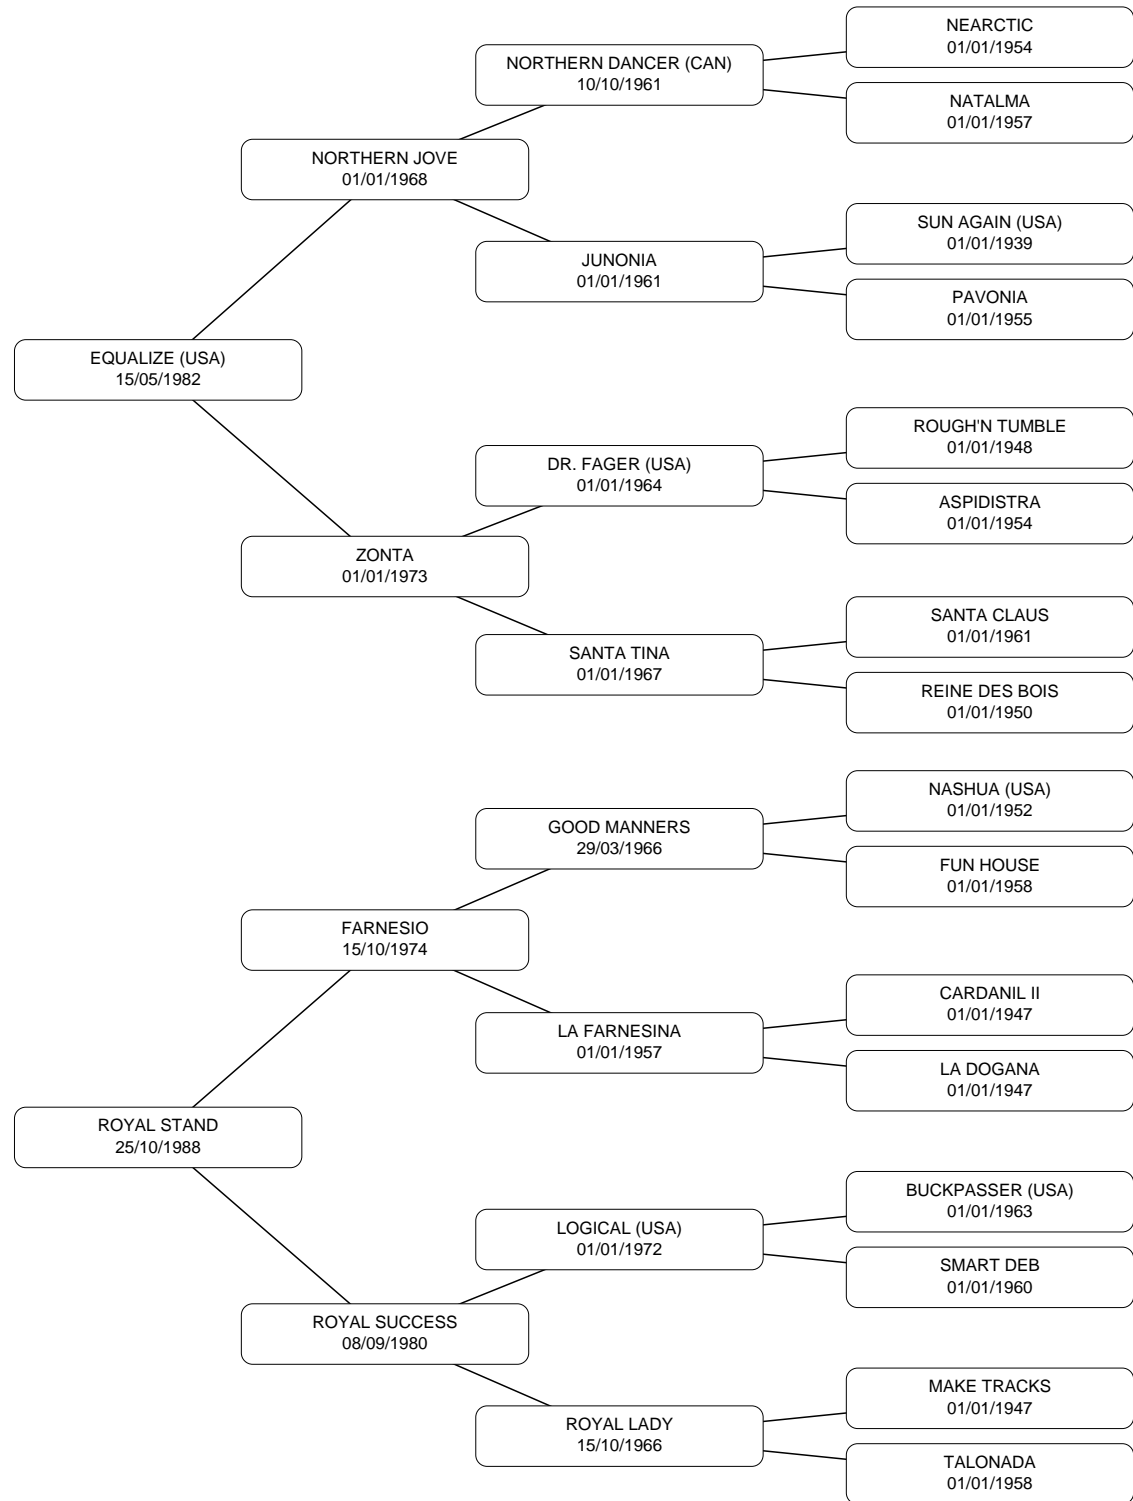 NEARCTIC
01/01/1954
NORTHERN DANCER (CAN)
10/10/1961
NATALMA
01/01/1957
NORTHERN JOVE
01/01/1968
SUN AGAIN (USA)
01/01/1939
JUNONIA
01/01/1961
PAVONIA
01/01/1955
EQUALIZE (USA)
15/05/1982
ROUGH'N TUMBLE
01/01/1948
DR. FAGER (USA)
01/01/1964
ASPIDISTRA
01/01/1954
ZONTA
01/01/1973
SANTA CLAUS
01/01/1961
SANTA TINA
01/01/1967
REINE DES BOIS
01/01/1950
NASHUA (USA)
01/01/1952
GOOD MANNERS
29/03/1966
FUN HOUSE
01/01/1958
FARNESIO
15/10/1974
CARDANIL II
01/01/1947
LA FARNESINA
01/01/1957
LA DOGANA
01/01/1947
ROYAL STAND
25/10/1988
BUCKPASSER (USA)
01/01/1963
LOGICAL (USA)
01/01/1972
SMART DEB
01/01/1960
ROYAL SUCCESS
08/09/1980
MAKE TRACKS
01/01/1947
ROYAL LADY
15/10/1966
TALONADA
01/01/1958